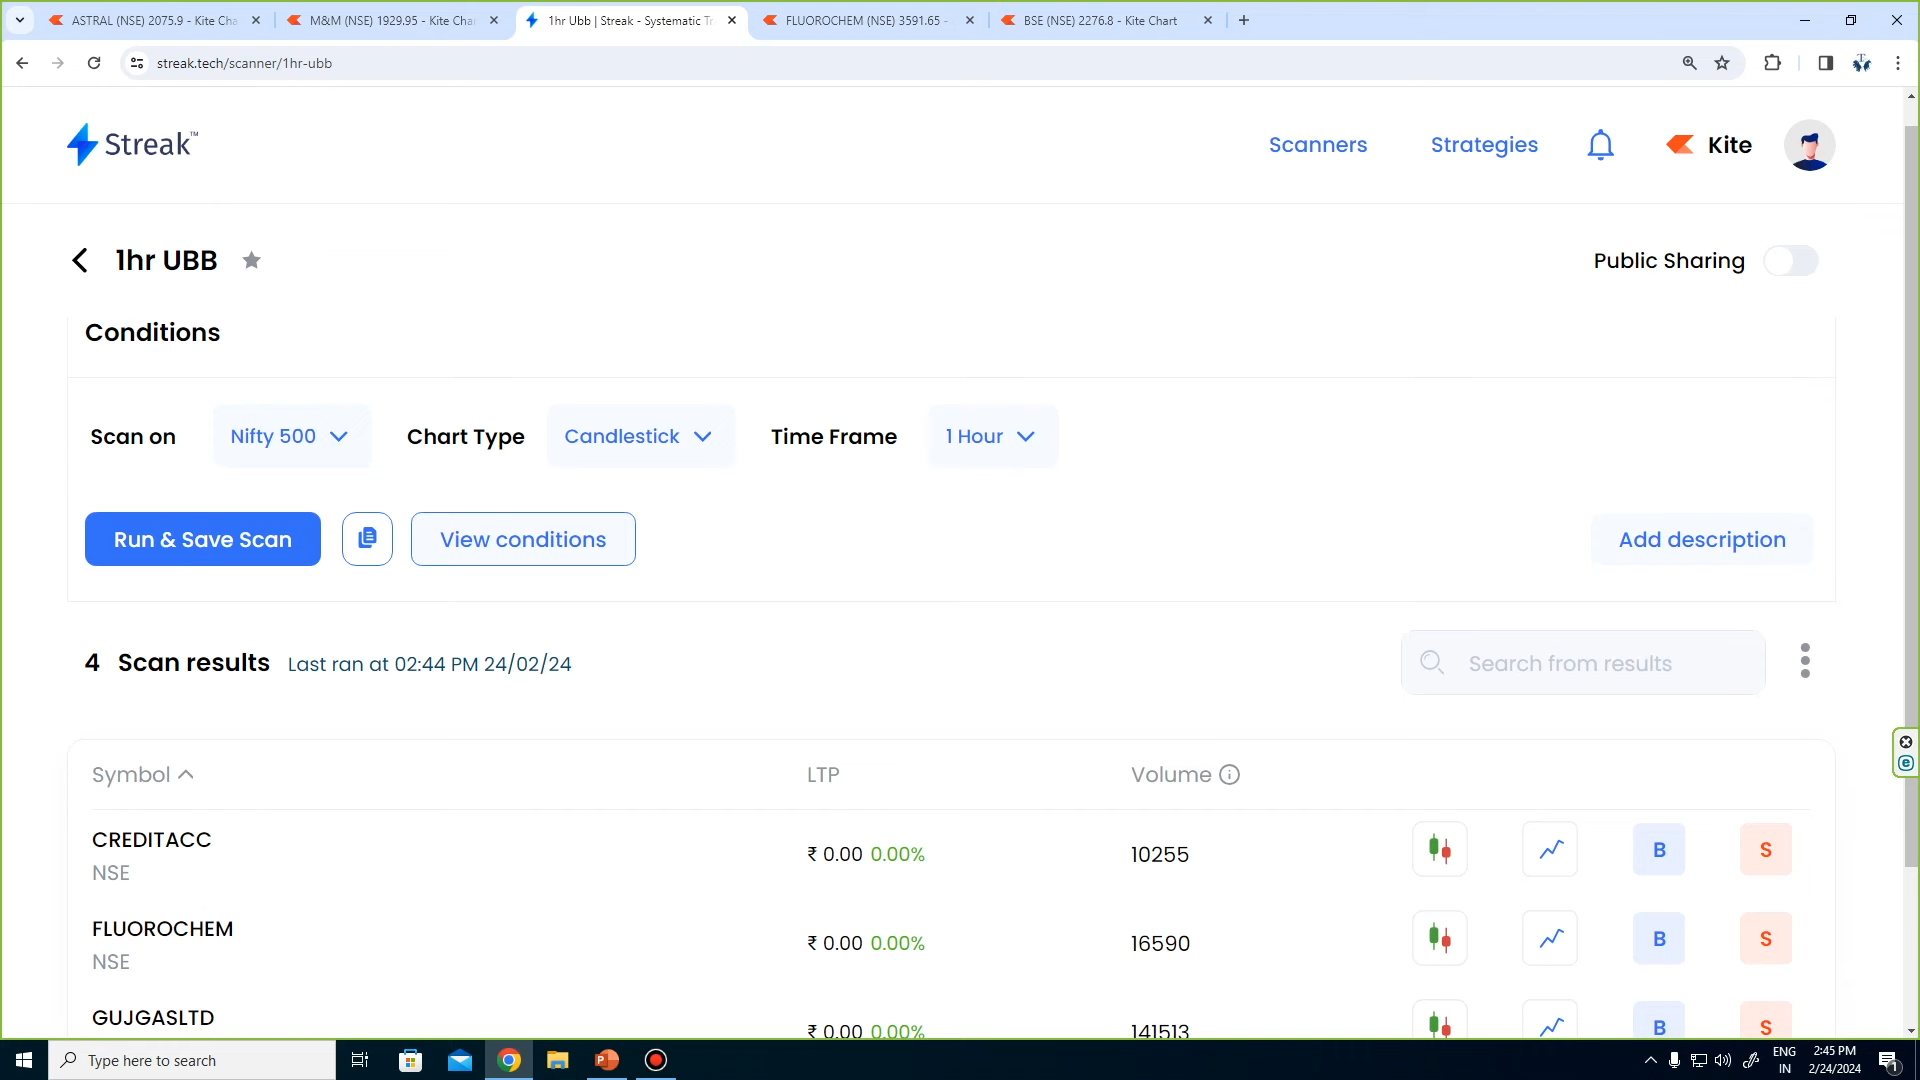 ASTRAL (NSE) 2075.9 - Kite Cha
M&M (NSE) 1929.95 - Kite Char
1hr Ubb | Streak - Systematic Tr
FLUOROCHEM (NSE) 3591.65 -
BSE (NSE) 2276.8 - Kite Chart
streak.tech/scanner/1hr-ubb
Streak™
Scanners
Strategies
Kite
1hr UBB
Public Sharing
Conditions
Scan on
Nifty 500
Chart Type
Candlestick
Time Frame
1 Hour
Run & Save Scan
View conditions
Add description
4 Scan results Last ran at 02:44 PM 24/02/24
Search from results
Symbol
LTP
Volume
CREDITACC
NSE
₹ 0.00 0.00%
10255
B
S
FLUOROCHEM
NSE
₹ 0.00 0.00%
16590
B
S
GUJGASLTD
₹ 0.00 0.00%
141513
B
S
Type here to search
ENG
IN
2:45 PM
2/24/2024
1